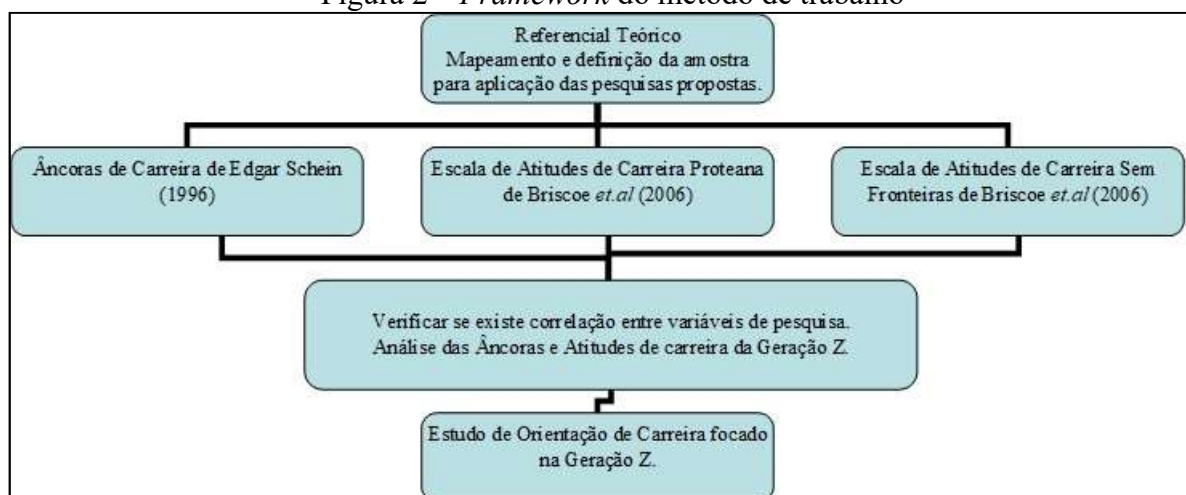 Figura 2 – Framework do método de trabalho
Referencial Teórico
Mapeamento e definição da amostra
para aplicação das pesquisas propostas.
Âncoras de Carreira de Edgar Schein
(1996)
Escala de Atitudes de Carreira Proteana
de Briscoe et.al (2006)
Escala de Atitudes de Carreira Sem
Fronteiras de Briscoe et.al (2006)
Verificar se existe correlação entre variáveis de pesquisa.
Análise das Âncoras e Atitudes de carreira da Geração Z.
Estudo de Orientação de Carreira focado
na Geração Z.